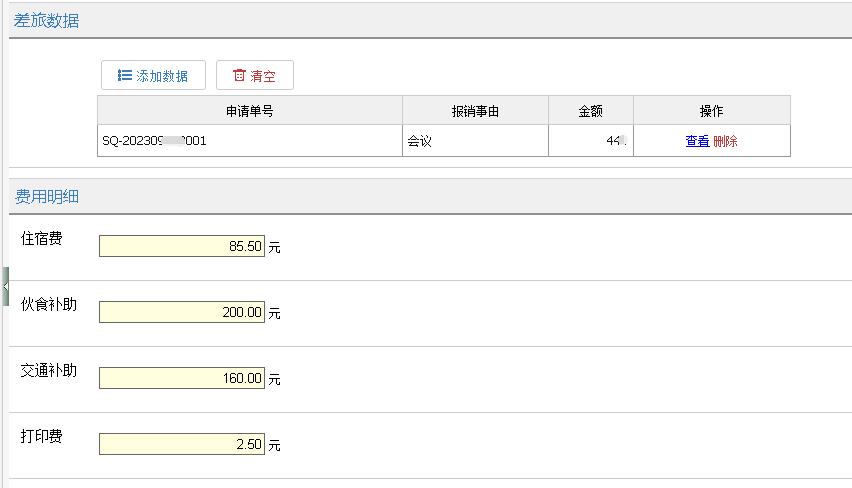 差旅数据
添加数据 清空
申请单号 报销事由 金额 操作
会议 查看 删除
费用明细
住宿费 85.50 元
伙食补助 200.00 元
交通补助 160.00 元
打印费 2.50 元